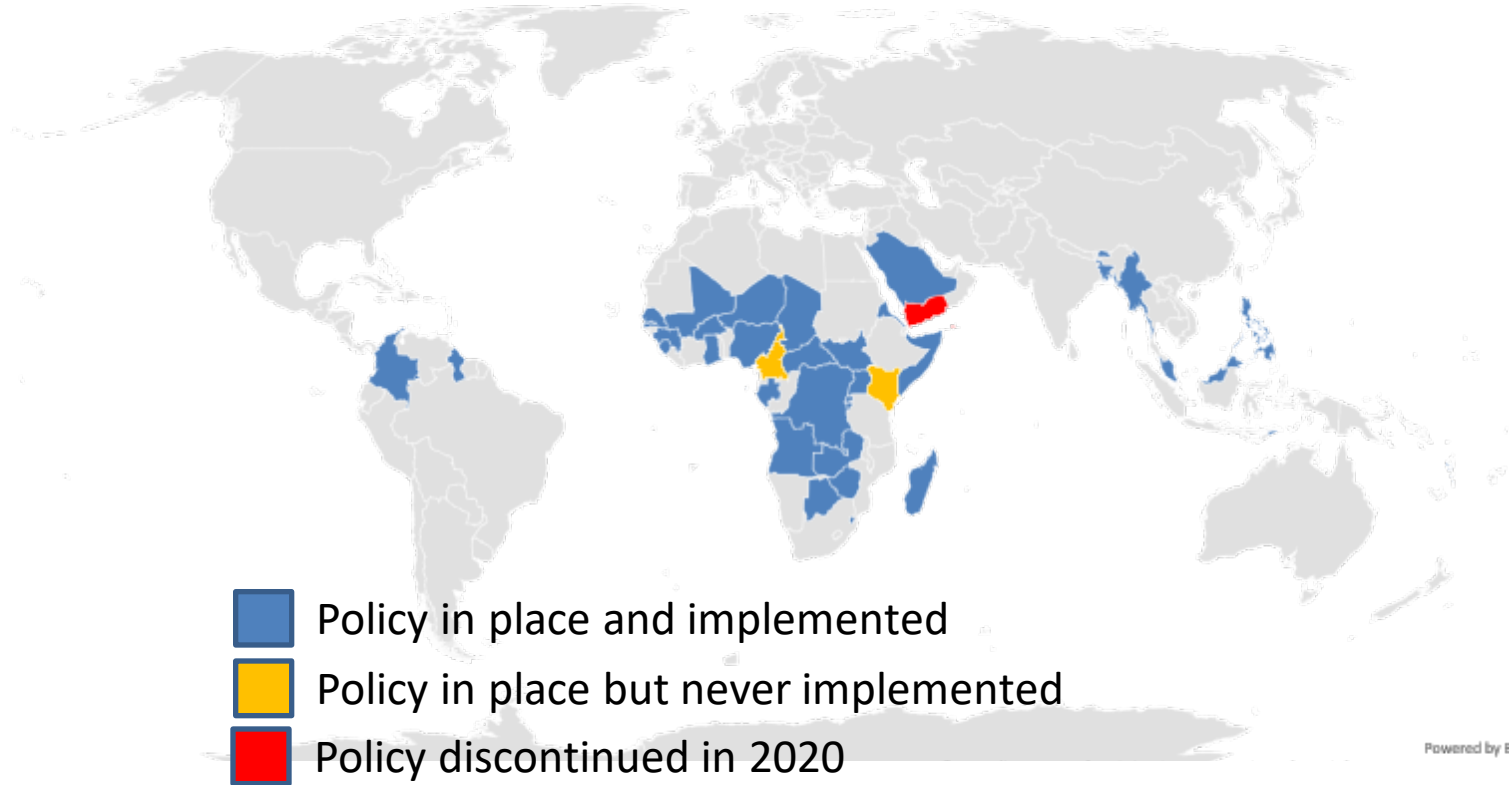 Policy in place and implemented
Policy in place but never implemented
Policy discontinued in 2020
Powered by B